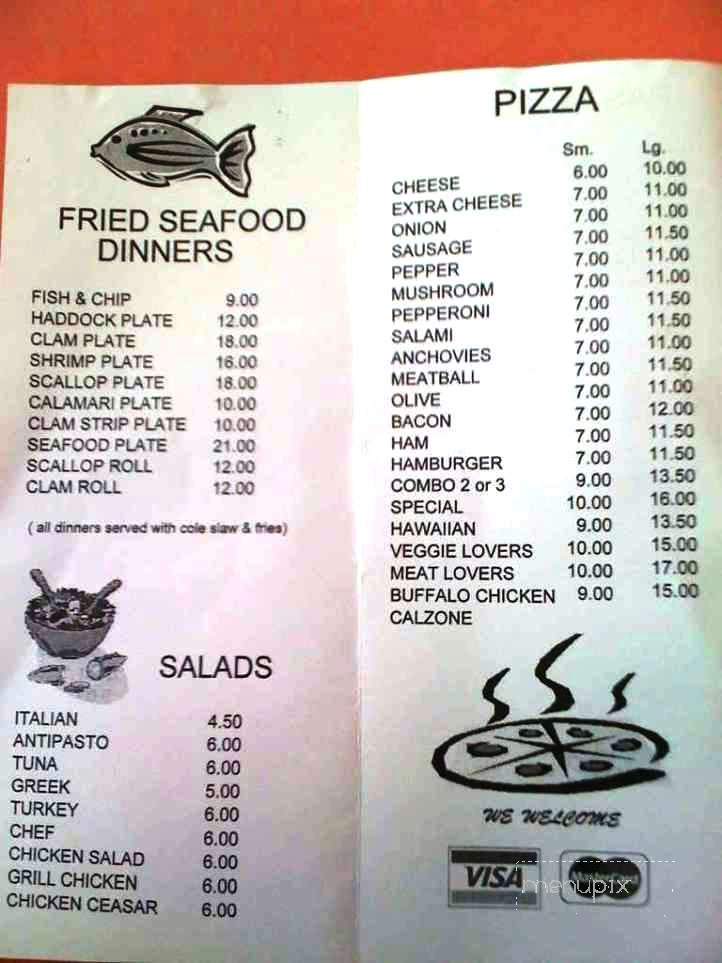 FRIED SEAFOOD
DINNERS
FISH & CHIP 9.00
HADDOCK PLATE 12.00
CLAM PLATE 18.00
SHRIMP PLATE 16.00
SCALLOP PLATE 18.00
CALAMARI PLATE 10.00
CLAM STRIP PLATE 10.00
SEAFOOD PLATE 21.00
SCALLOP ROLL 12.00
CLAM ROLL 12.00
( all dinners served with cole slaw & fries)
SALADS
ITALIAN 4.50
ANTIPASTO 6.00
TUNA 6.00
GREEK 5.00
TURKEY 6.00
CHEF 6.00
CHICKEN SALAD 6.00
GRILL CHICKEN 6.00
CHICKEN CEASAR 6.00
PIZZA
Sm. Lg.
CHEESE 6.00 10.00
EXTRA CHEESE 7.00 11.00
ONION 7.00 11.00
SAUSAGE 7.00 11.50
PEPPER 7.00 11.00
MUSHROOM 7.00 11.00
PEPPERONI 7.00 11.50
SALAMI 7.00 11.50
ANCHOVIES 7.00 11.00
MEATBALL 7.00 11.50
OLIVE 7.00 11.00
BACON 7.00 12.00
HAM 7.00 11.50
HAMBURGER 7.00 11.50
COMBO 2 or 3 9.00 13.50
SPECIAL 10.00 16.00
HAWAIIAN 9.00 13.50
VEGGIE LOVERS 10.00 15.00
MEAT LOVERS 10.00 17.00
BUFFALO CHICKEN 9.00 15.00
CALZONE
WE WELCOME
VISA MasterCard
menupix